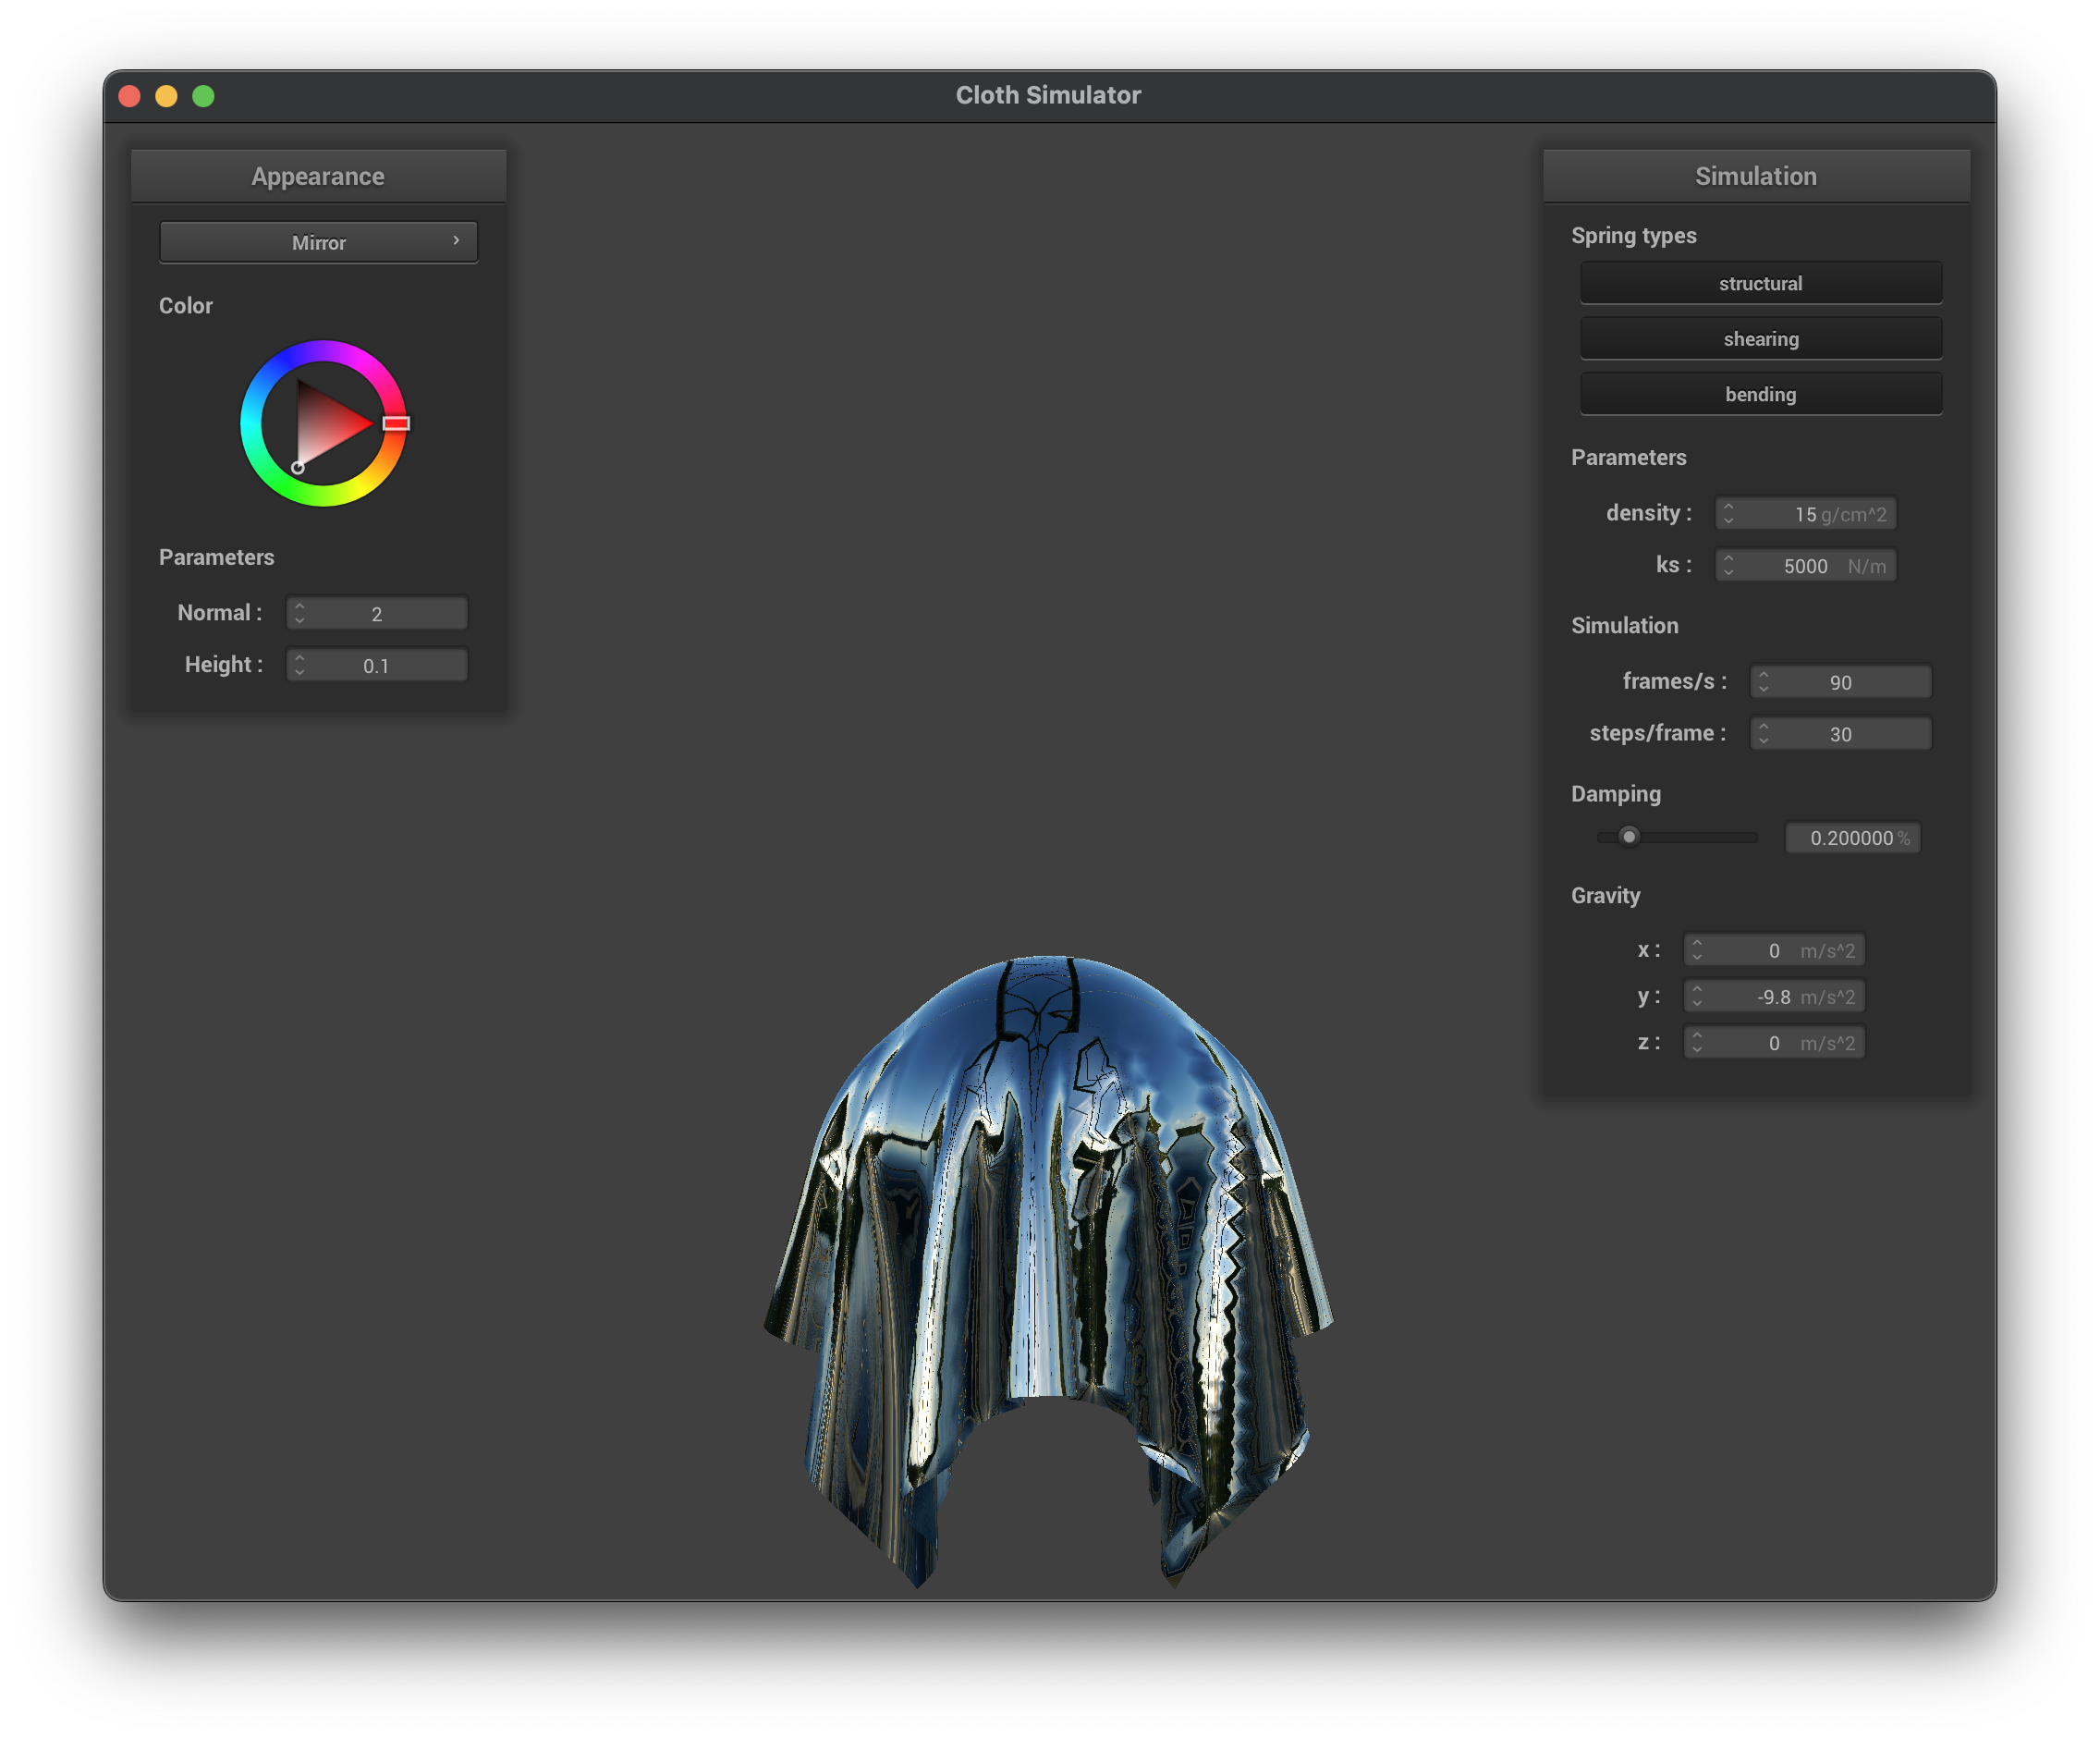 Cloth Simulator
Appearance
Mirror
Color
Parameters
Normal :
2
Height :
0.1
Simulation
Spring types
structural
shearing
bending
Parameters
density :
15 g/cm^2
ks :
5000 N/m
Simulation
frames/s :
90
steps/frame :
30
Damping
0.200000 %
Gravity
x :
0 m/s^2
y :
-9.8 m/s^2
z :
0 m/s^2